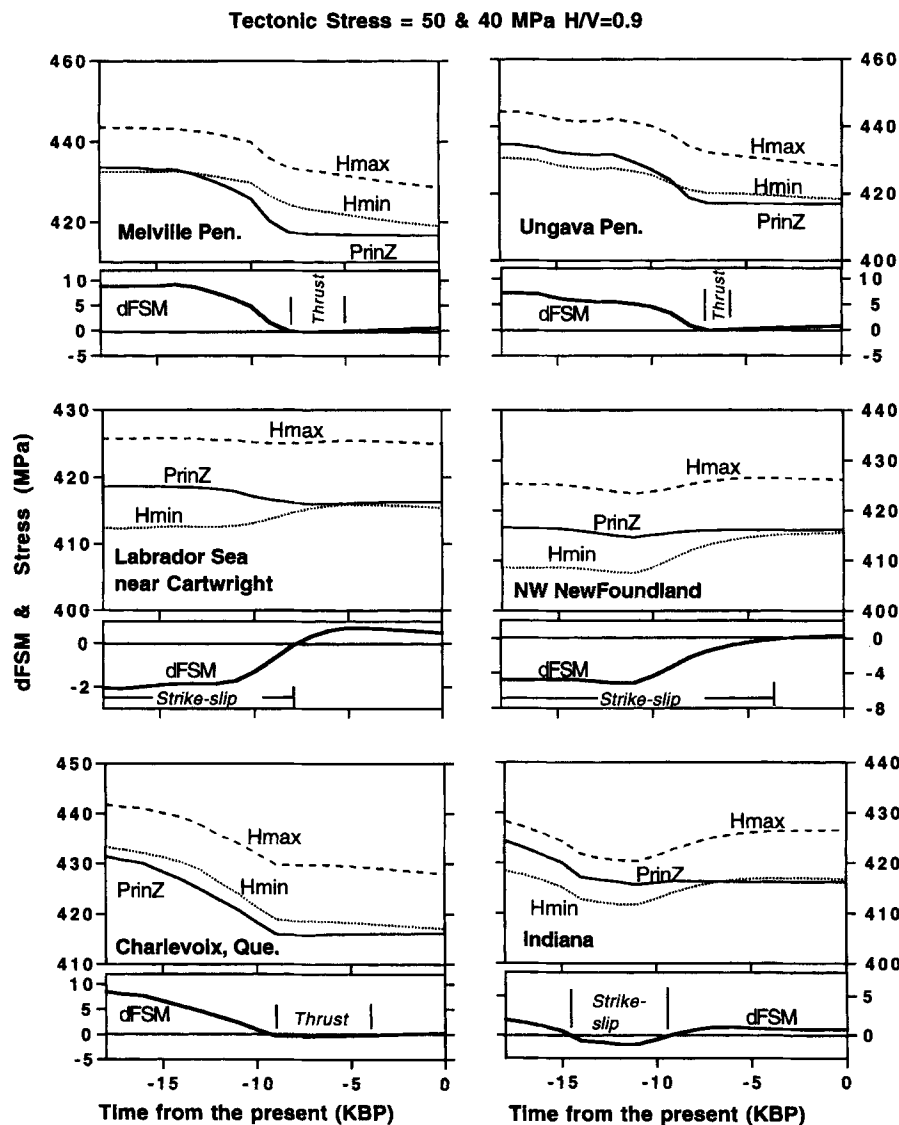 Tectonic Stress = 50 & 40 MPa H/V=0.9
460
440
420
Hmax
Hmin
Melville Pen.
PrinZ
10
5
0
-5
dFSM
Thrust
460
440
420
400
Hmax
Hmin
Ungava Pen.
PrinZ
10
5
0
-5
dFSM
Thrust
dFSM & Stress (MPa)
430
420
410
400
Hmax
PrinZ
Hmin
Labrador Sea
near Cartwright
0
-2
dFSM
Strike-slip
440
430
420
410
400
Hmax
PrinZ
Hmin
NW NewFoundland
0
-4
-8
dFSM
Strike-slip
450
430
420
410
Hmax
Hmin
PrinZ
Charlevoix, Que.
10
5
0
-5
dFSM
Thrust
-15
-10
-5
0
Time from the present (KBP)
440
430
420
410
400
Hmax
PrinZ
Hmin
Indiana
5
0
Strike-
slip
dFSM
-15
-10
-5
0
Time from the present (KBP)